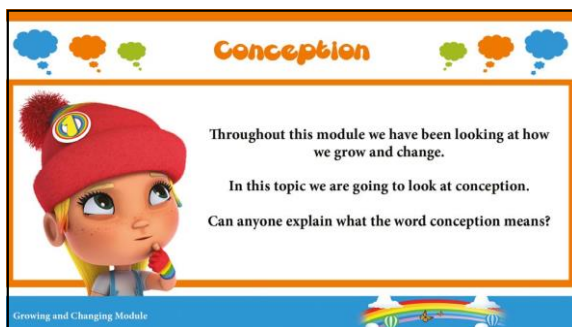 Conception
Throughout this module we have been looking at how
we grow and change.
In this topic we are going to look at conception.
Can anyone explain what the word conception means?
Growing and Changing Module